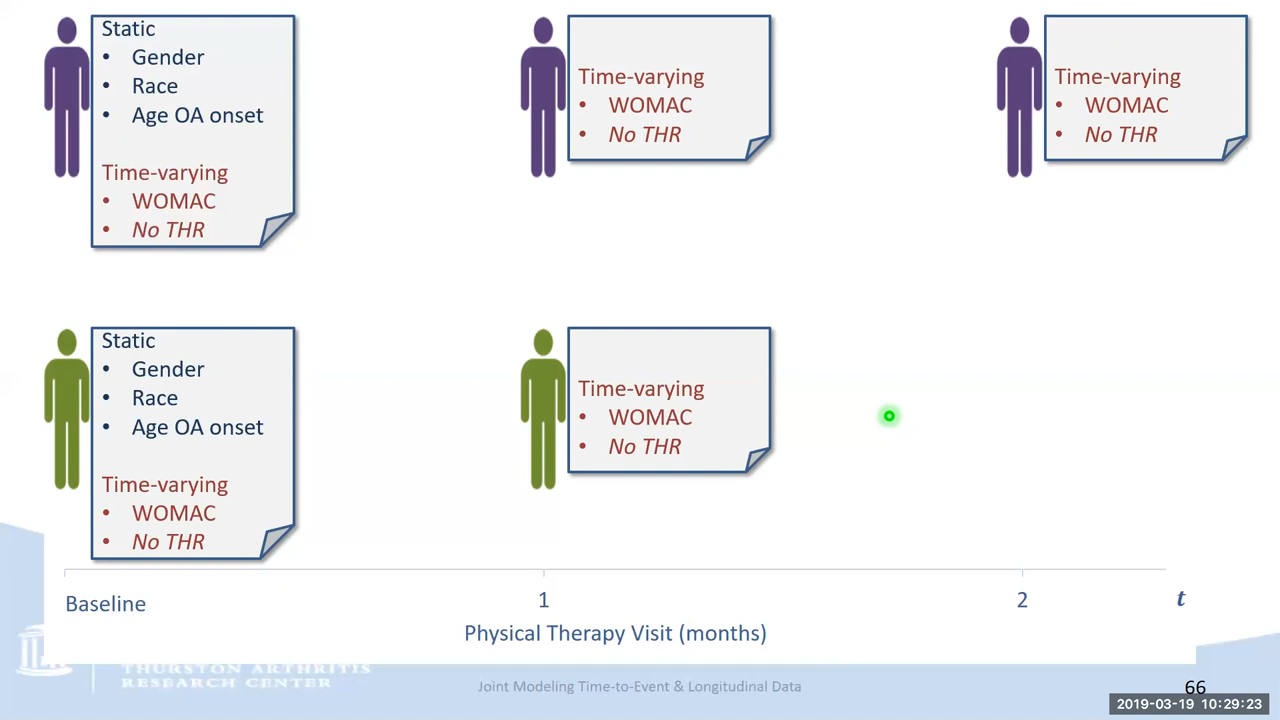 Static
• Gender
• Race
• Age OA onset
Time-varying
• WOMAC
• No THR
Time-varying
• WOMAC
• No THR
Time-varying
• WOMAC
• No THR
Static
• Gender
• Race
• Age OA onset
Time-varying
• WOMAC
• No THR
Time-varying
• WOMAC
• No THR
Baseline
1
2
t
Physical Therapy Visit (months)
THURSTON ARTHRITIS
RESEARCH CENTER
Joint Modeling Time-to-Event & Longitudinal Data
66
2019-03-19 10:29:23